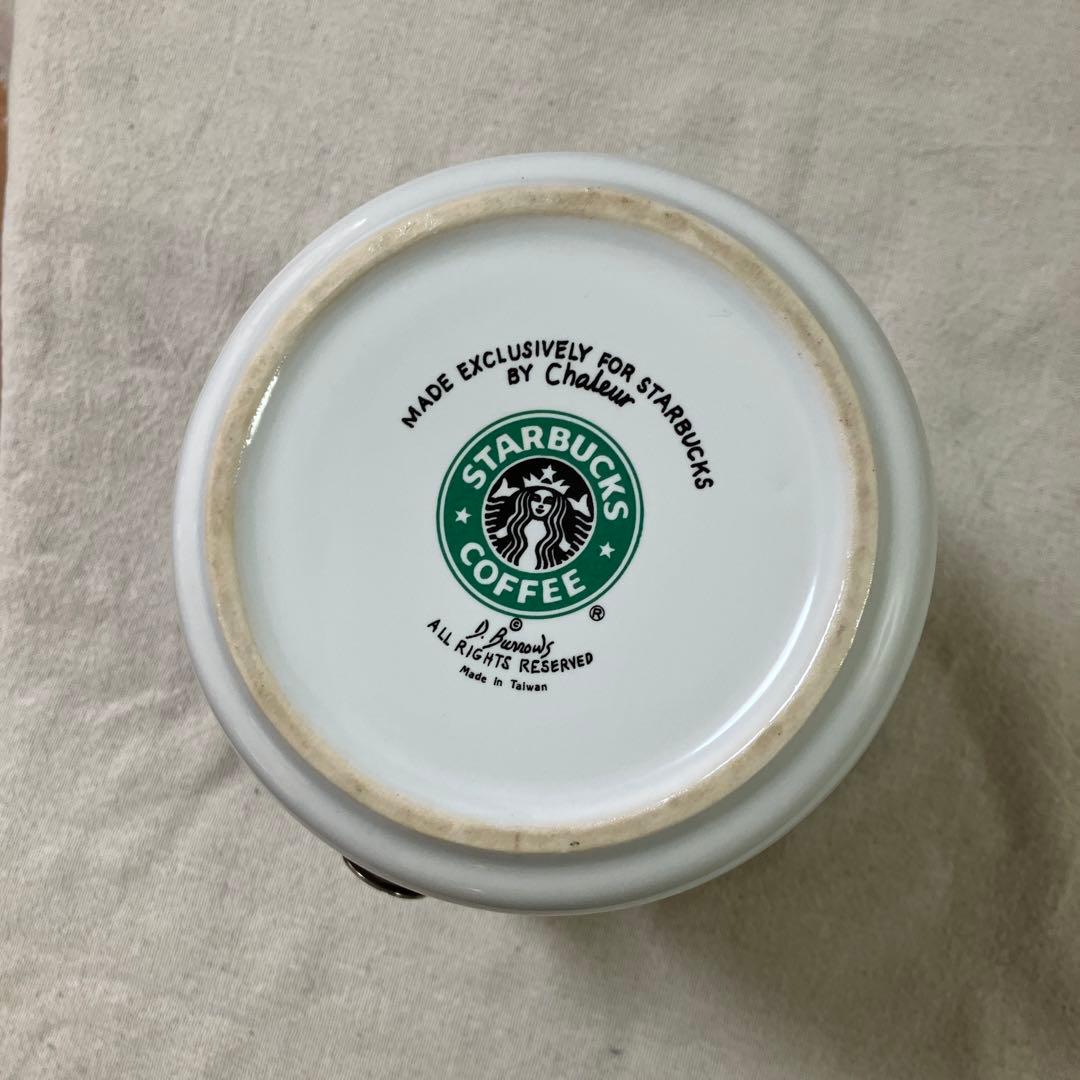 MADE EXCLUSIVELY FOR STARBUCKS
BY Chaleur
STARBUCKS
COFFEE
®
©
D. Burrows
ALL RIGHTS RESERVED
Made in Taiwan